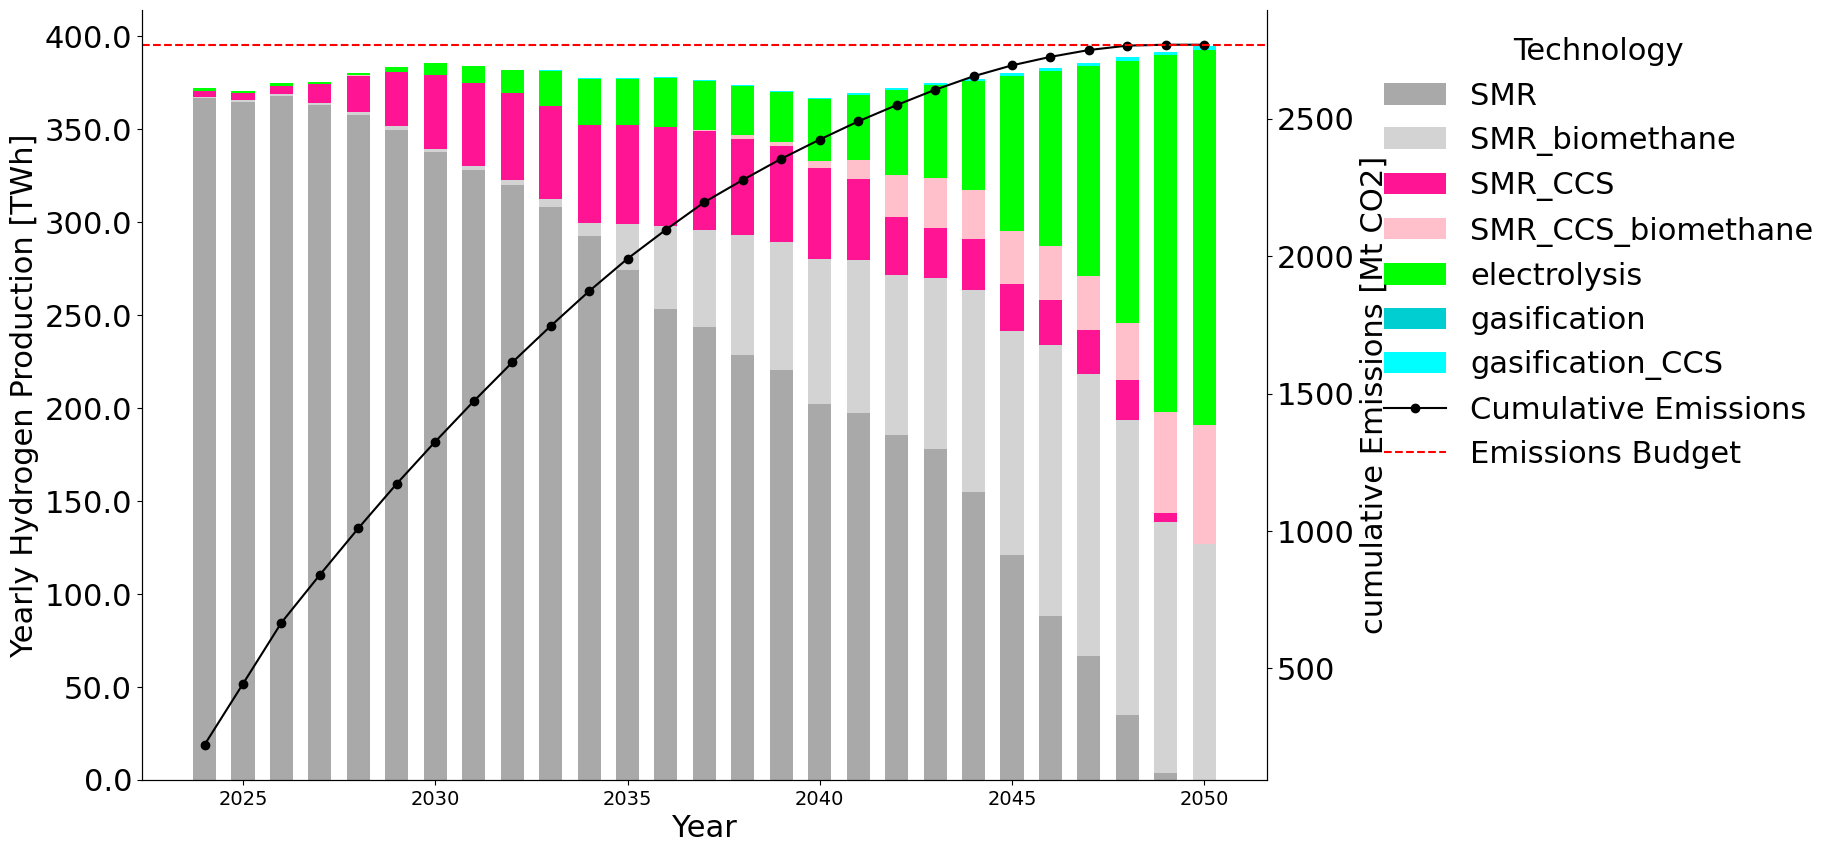 Yearly Hydrogen Production [TWh]
400.0
350.0
300.0
250.0
200.0
150.0
100.0
50.0
0.0
2025
2030
2035
2040
2045
2050
Year
2500
2000
1500
1000
500
cumulative Emissions [Mt CO2]
Technology
SMR
SMR_biomethane
SMR_CCS
SMR_CCS_biomethane
electrolysis
gasification
gasification_CCS
Cumulative Emissions
Emissions Budget